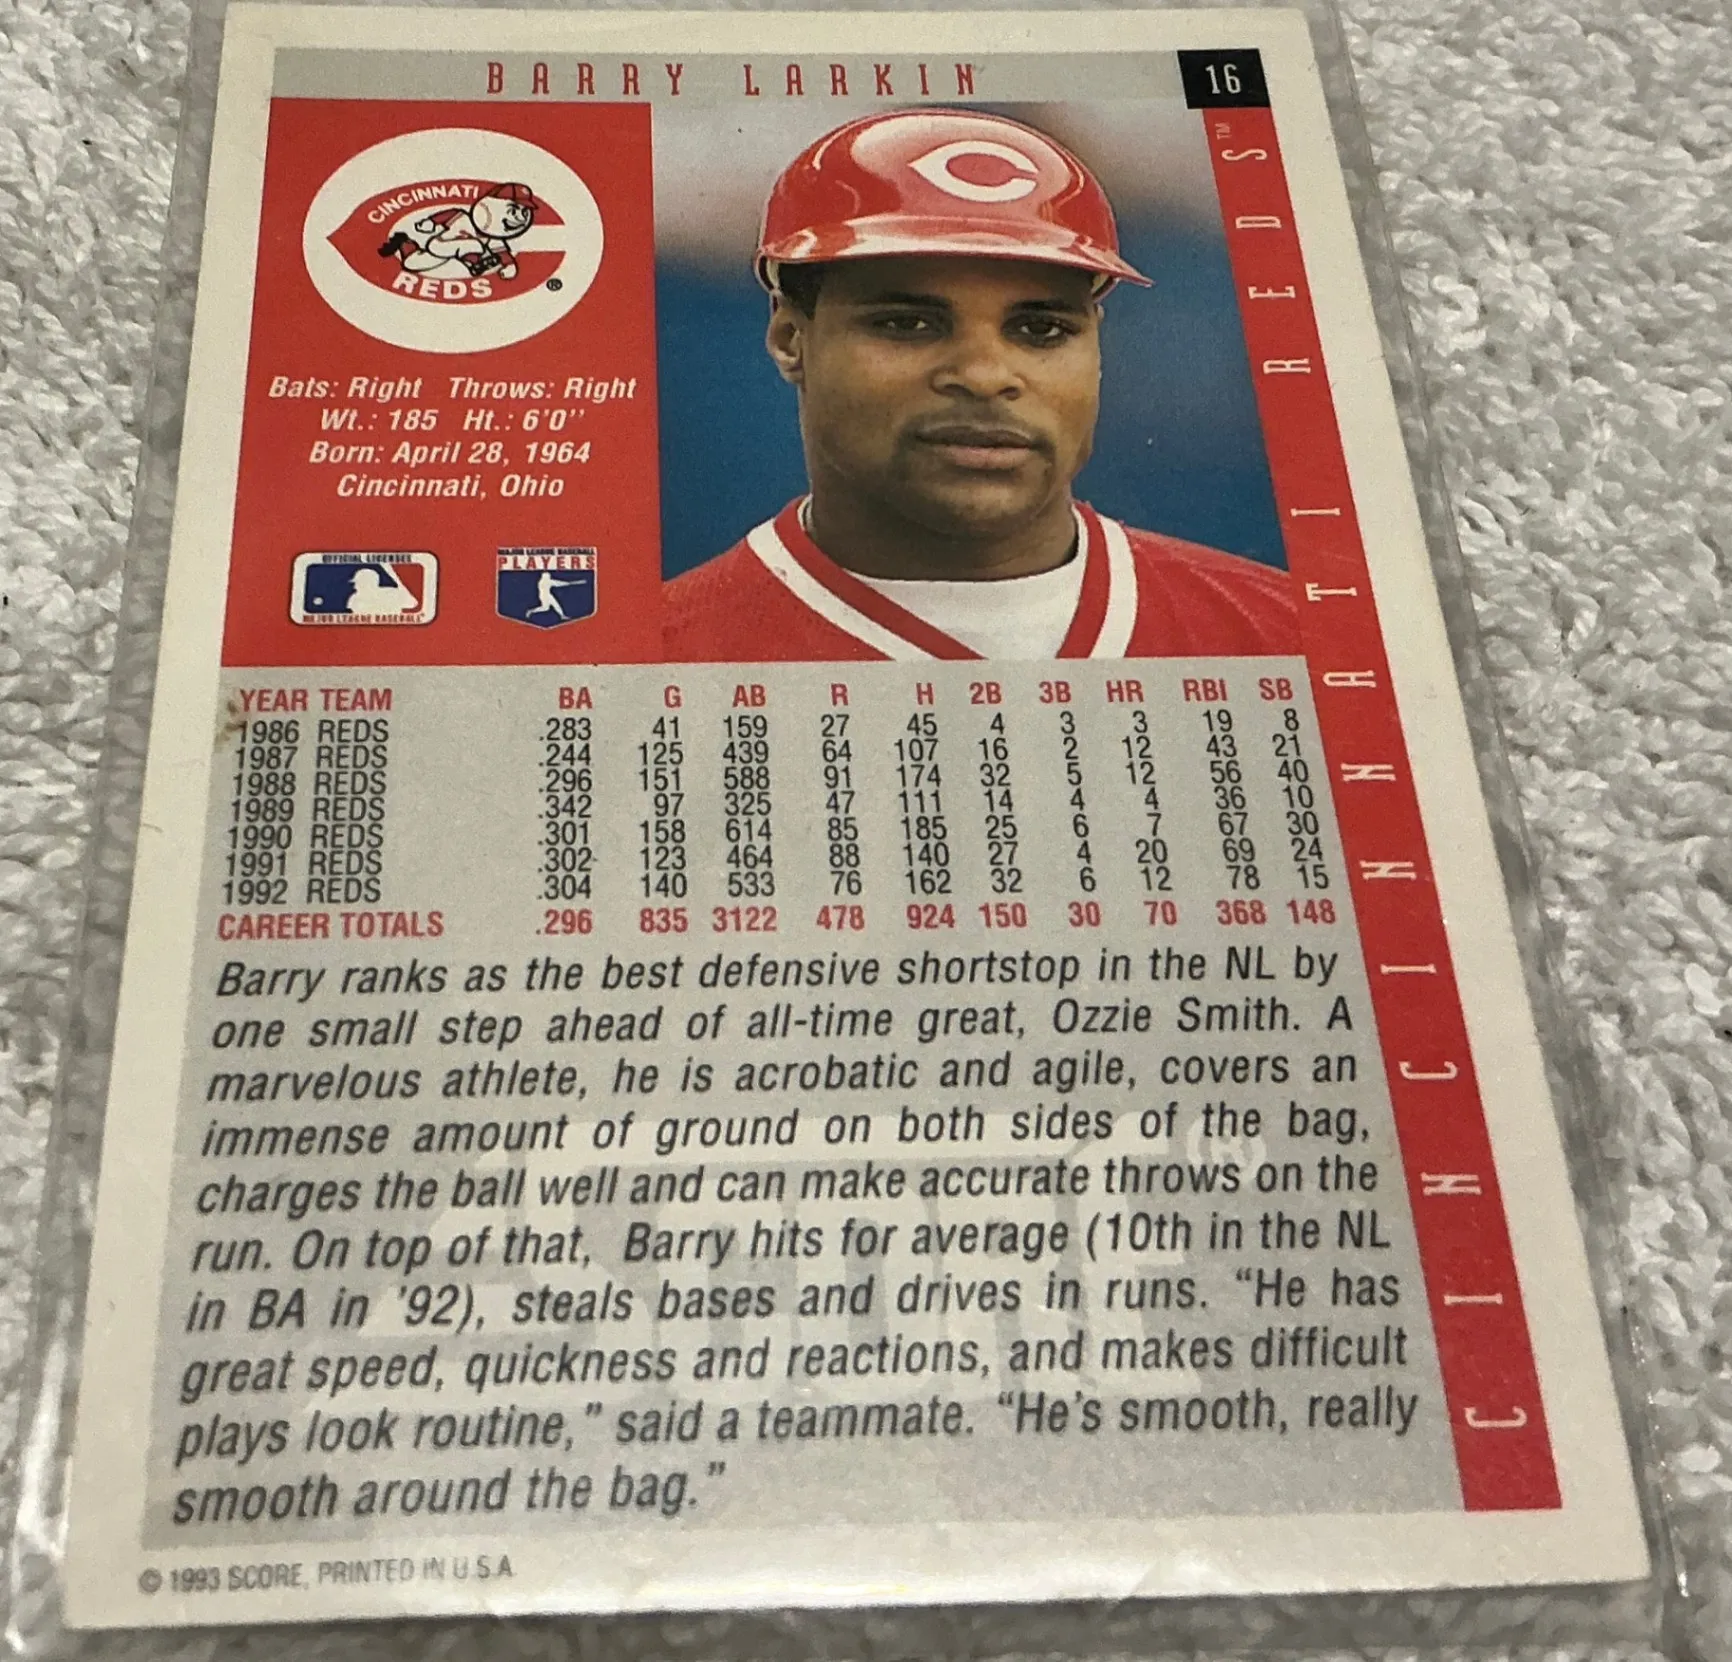 BARRY LARKIN
16
CINCINNATI REDS™
CINCINNATI
REDS
®
Bats: Right Throws: Right
Wt.: 185 Ht.: 6'0"
Born: April 28, 1964
Cincinnati, Ohio
OFFICIAL LICENSEE
MAJOR LEAGUE BASEBALL
MAJOR LEAGUE BASEBALL
PLAYERS
YEAR TEAM BA G AB R H 2B 3B HR RBI SB
1986 REDS .283 41 159 27 45 4 3 3 19 8
1987 REDS .244 125 439 64 107 16 2 12 43 21
1988 REDS .296 151 588 91 174 32 5 12 56 40
1989 REDS .342 97 325 47 111 14 4 4 36 10
1990 REDS .301 158 614 85 185 25 6 7 67 30
1991 REDS .302 123 464 88 140 27 4 20 69 24
1992 REDS .304 140 533 76 162 32 6 12 78 15
CAREER TOTALS .296 835 3122 478 924 150 30 70 368 148
Barry ranks as the best defensive shortstop in the NL by
one small step ahead of all-time great, Ozzie Smith. A
marvelous athlete, he is acrobatic and agile, covers an
immense amount of ground on both sides of the bag,
charges the ball well and can make accurate throws on the
run. On top of that, Barry hits for average (10th in the NL
in BA in '92), steals bases and drives in runs. “He has
great speed, quickness and reactions, and makes difficult
plays look routine,” said a teammate. “He's smooth, really
smooth around the bag.”
© 1993 SCORE, PRINTED IN U.S.A.